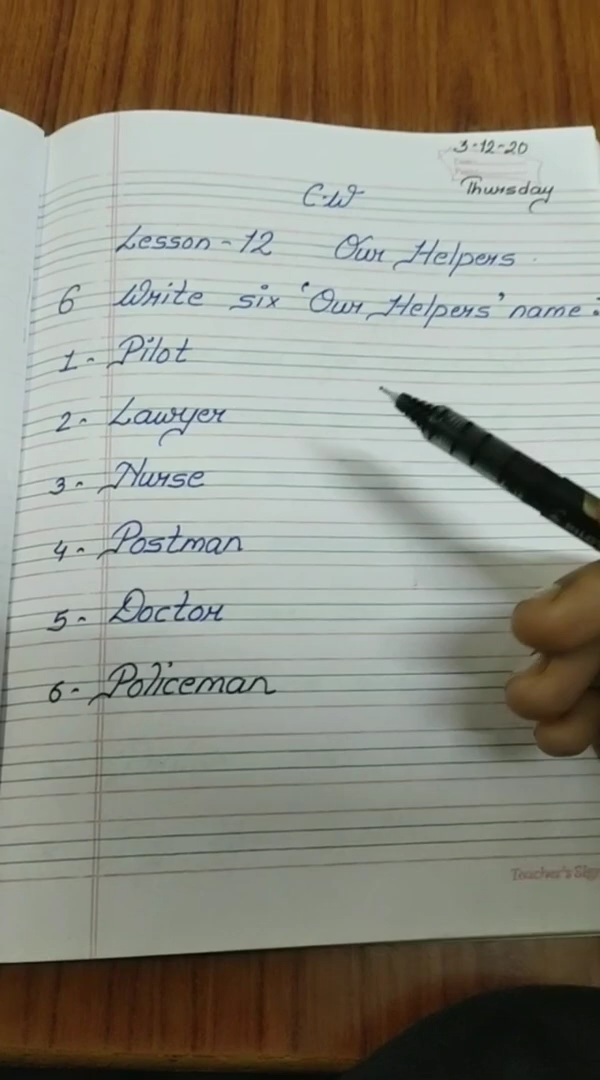 3-12-20
Thursday
C.W
Lesson-12 Our Helpers
6 Write six 'Our Helpers' name:
1- Pilot
2- Lawyer
3- Nurse
4- Postman
5- Doctor
6- Policeman
Teacher's Sig